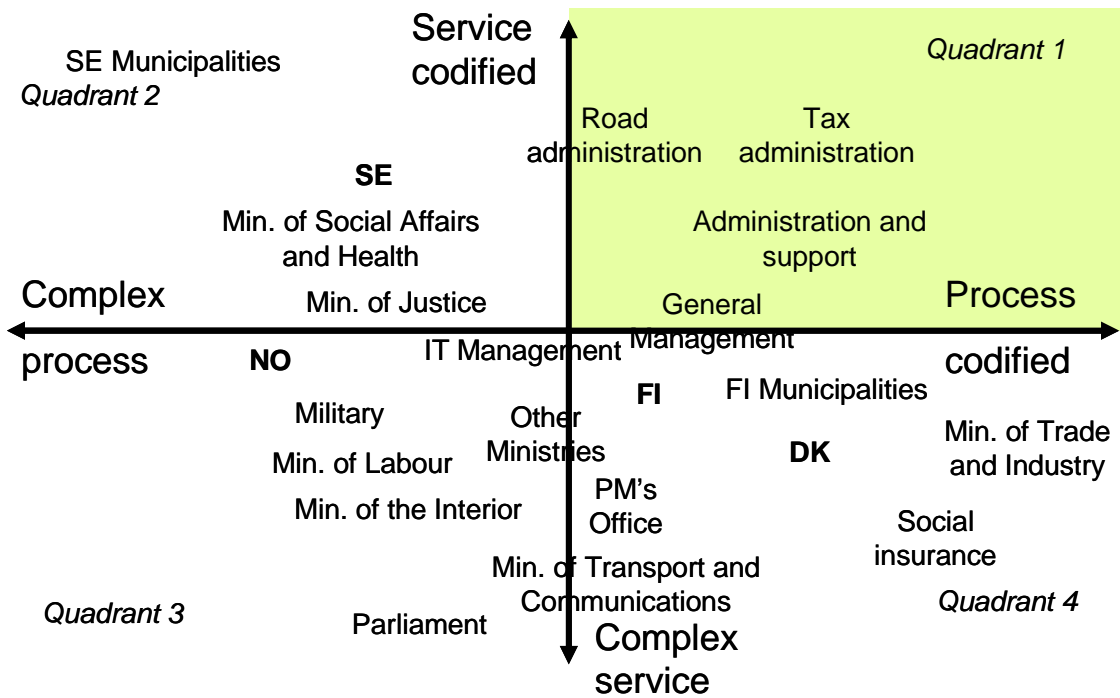 Service
codified
Quadrant 1
SE Municipalities
Quadrant 2
Road
administration
Tax
administration
SE
Min. of Social Affairs
and Health
Administration and
support
Complex
Min. of Justice
General
Management
Process
process
NO
IT Management
codified
FI
FI Municipalities
Military
Other
Ministries
Min. of Trade
and Industry
DK
Min. of Labour
PM's
Office
Min. of the Interior
Social
insurance
Min. of Transport and
Communications
Quadrant 3
Parliament
Quadrant 4
Complex
service